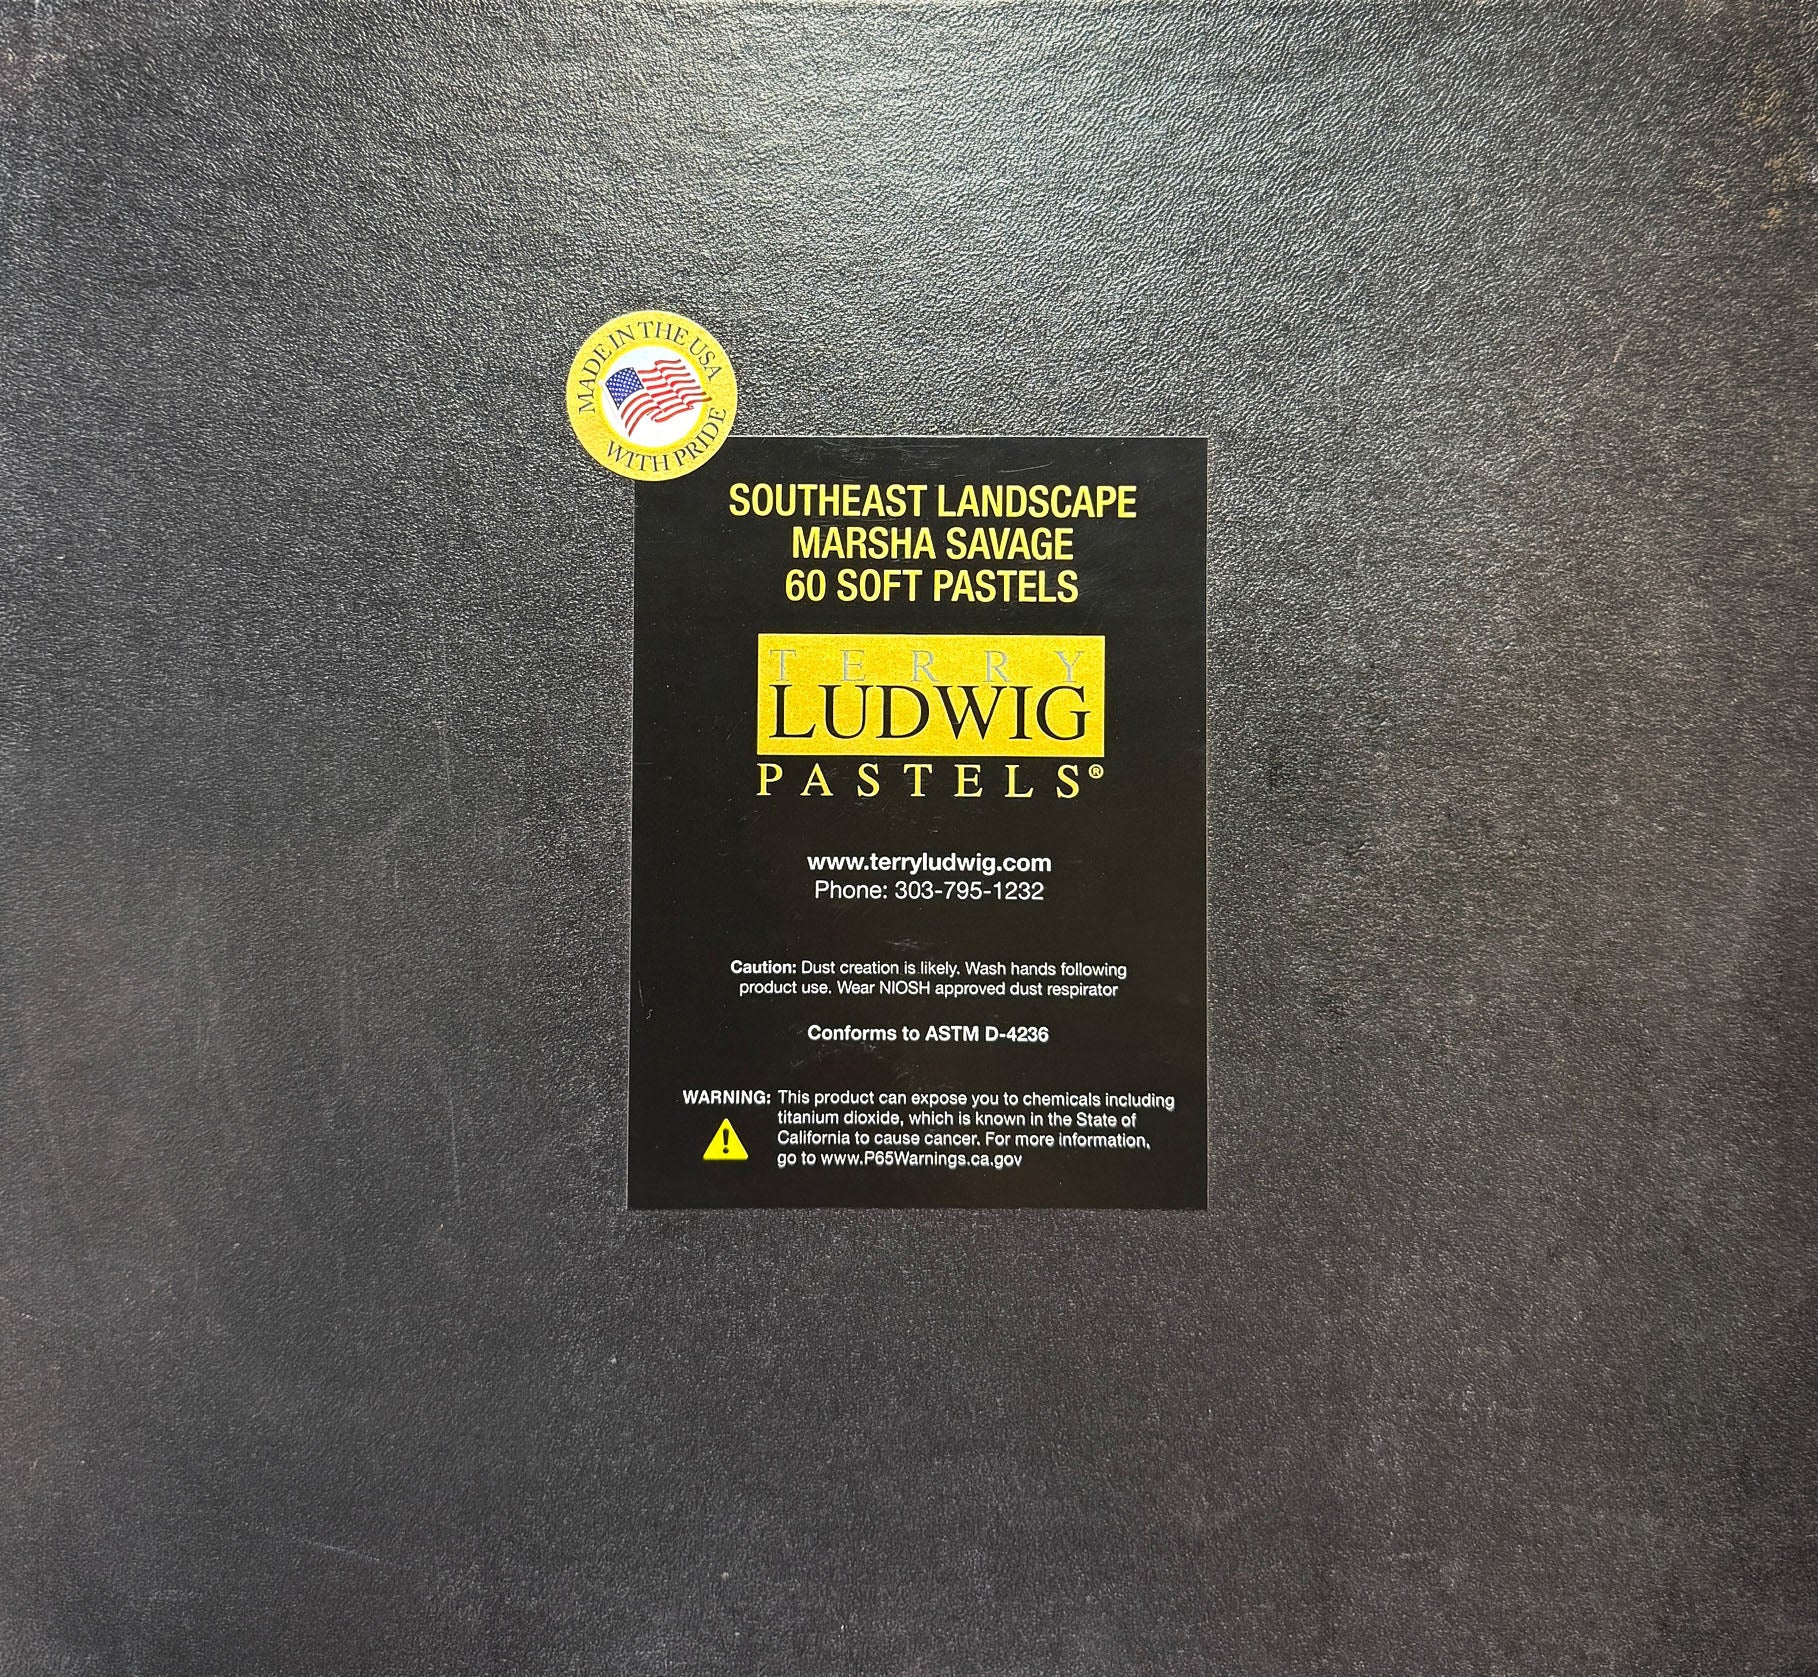 MADE IN THE USA
WITH PRIDE
SOUTHEAST LANDSCAPE
MARSHA SAVAGE
60 SOFT PASTELS
TERRY
LUDWIG
PASTELS®
www.terryludwig.com
Phone: 303-795-1232
Caution: Dust creation is likely. Wash hands following
product use. Wear NIOSH approved dust respirator
Conforms to ASTM D-4236
WARNING: This product can expose you to chemicals including
titanium dioxide, which is known in the State of
California to cause cancer. For more information,
go to www.P65Warnings.ca.gov